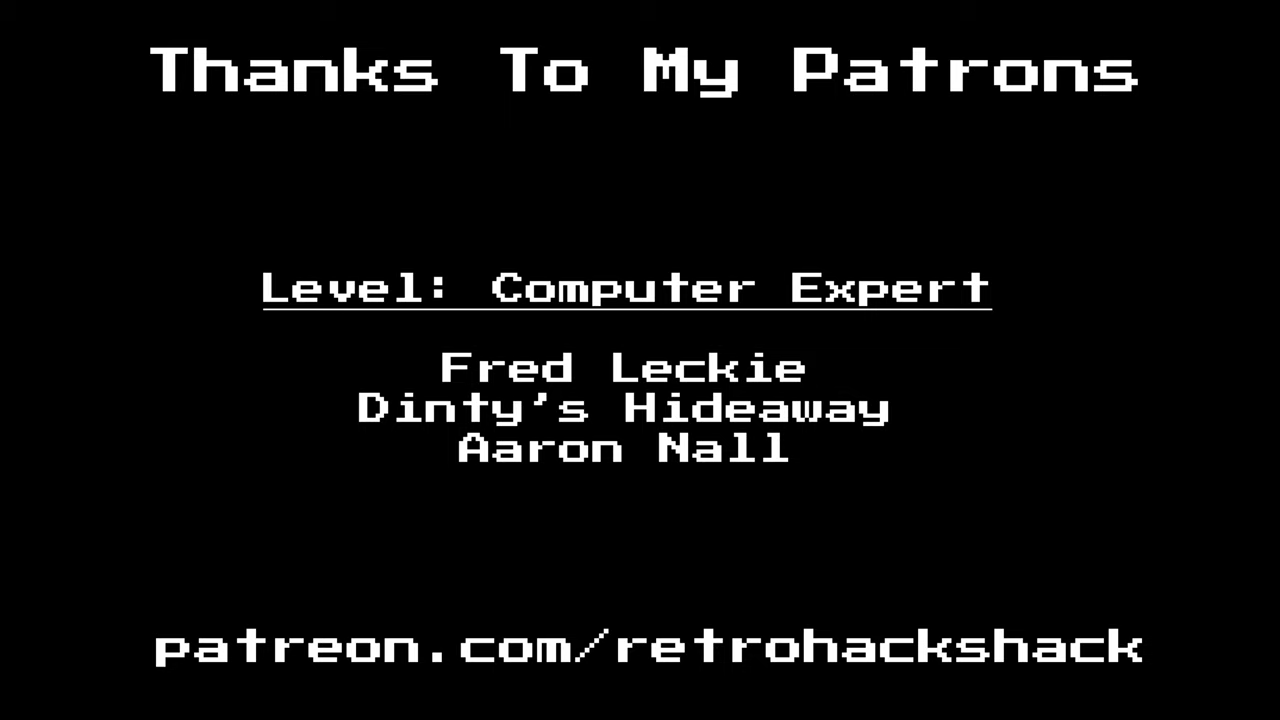 Thanks To My Patrons
Level: Computer Expert
Fred Leckie
Dinty's Hideaway
Aaron Nall
patreon.com/retrohackshack